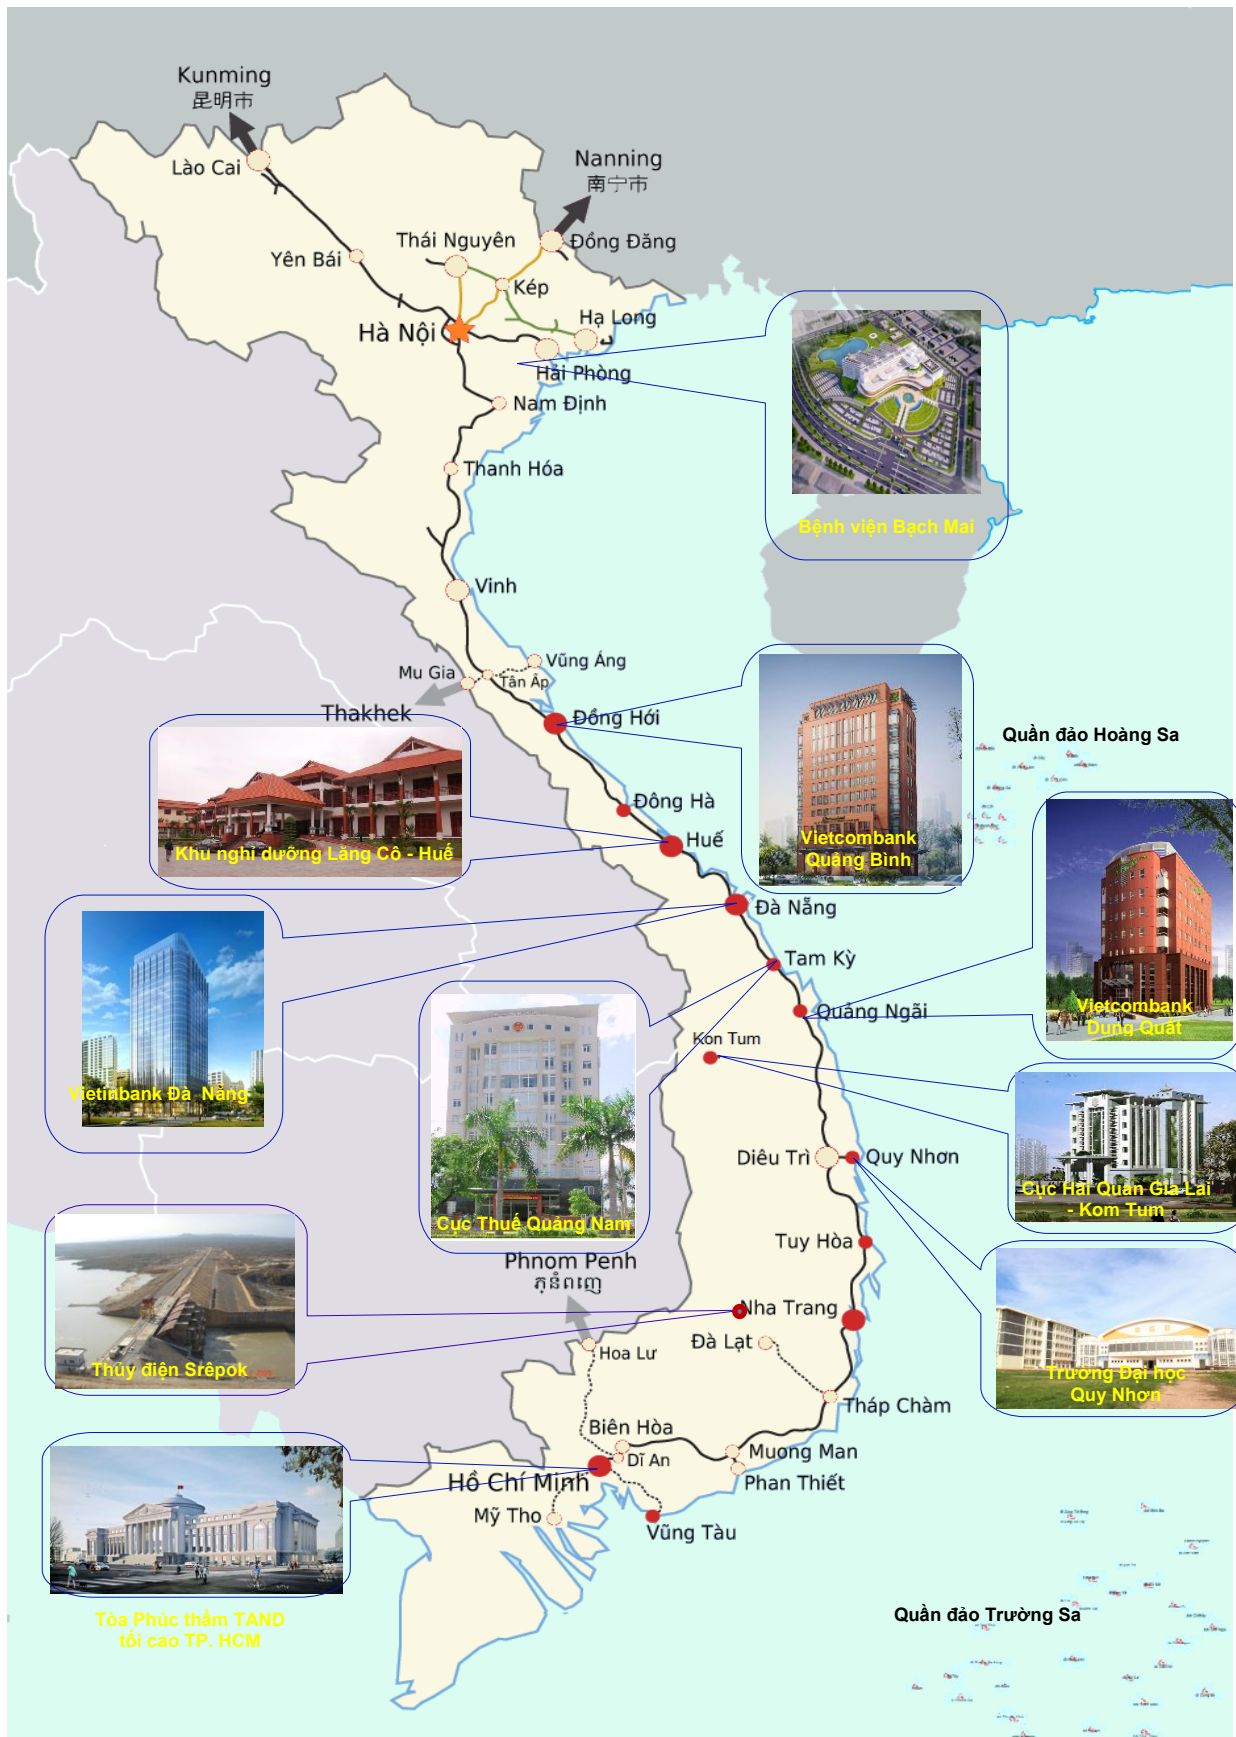 Kunming
昆明市
Nanning
南宁市
Lào Cai
Thái Nguyên
Đồng Đăng
Yên Bái
Kép
Hạ Long
Hà Nội
Hải Phòng
Nam Định
Thanh Hóa
Bệnh viện Bạch Mai
Vinh
Vũng Áng
Mu Gia
Tân Ấp
Thakhek
Đồng Hới
Quần đảo Hoàng Sa
Đông Hà
Huế
Vietcombank
Quảng Bình
Khu nghỉ dưỡng Lăng Cô - Huế
Đà Nẵng
Tam Kỳ
Quảng Ngãi
Vietcombank
Dung Quất
Kon Tum
Vietinbank Đà Nẵng
Diêu Trì
Quy Nhơn
Cục Hải Quan Gia Lai
- Kom Tum
Cục Thuế Quảng Nam
Tuy Hòa
Phnom Penh
ភ្នំពេញ
Nha Trang
Đà Lạt
Hoa Lư
Thủy điện Srêpok
Trường Đại học
Quy Nhơn
Tháp Chàm
Biên Hòa
Dĩ An
Muong Man
Hồ Chí Minh
Phan Thiết
Mỹ Tho
Vũng Tàu
Tòa Phúc thẩm TAND
tối cao TP. HCM
Quần đảo Trường Sa